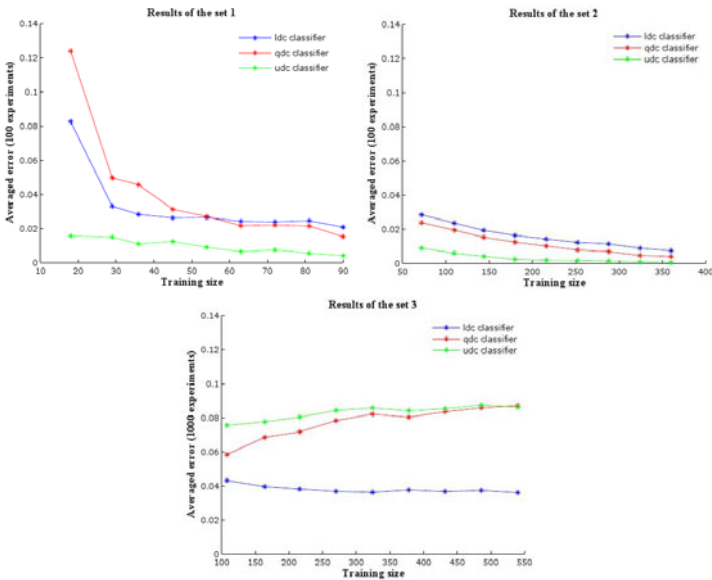 Results of the set 1
0.14
0.12
0.1
0.08
0.06
0.04
0.02
0
Averaged error (100 experiments)
ldc classifier
qdc classifier
udc classifier
10 20 30 40 50 60 70 80 90
Training size
Results of the set 2
0.14
0.12
0.1
0.08
0.06
0.04
0.02
0
Averaged error (100 experiments)
ldc classifier
qdc classifier
udc classifier
50 100 150 200 250 300 350 400
Training size
Results of the set 3
0.14
0.12
0.1
0.08
0.06
0.04
0.02
0
Averaged error (1000 experiments)
ldc classifier
qdc classifier
udc classifier
100 150 200 250 300 350 400 450 500 550
Training size